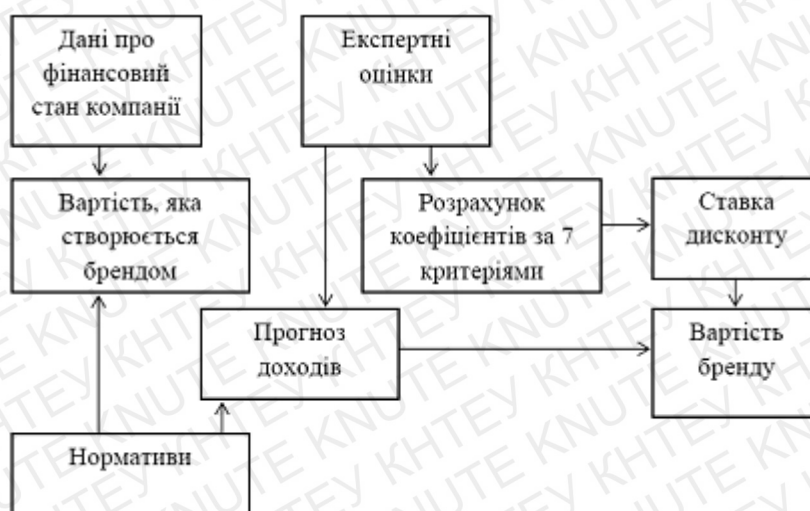 Дані про
фінансовий
стан компанії
Експертні
оцінки
Вартість, яка
створюється
брендом
Розрахунок
коефіцієнтів за 7
критеріями
Ставка
дисконту
Прогноз
доходів
Вартість
бренду
Нормативи